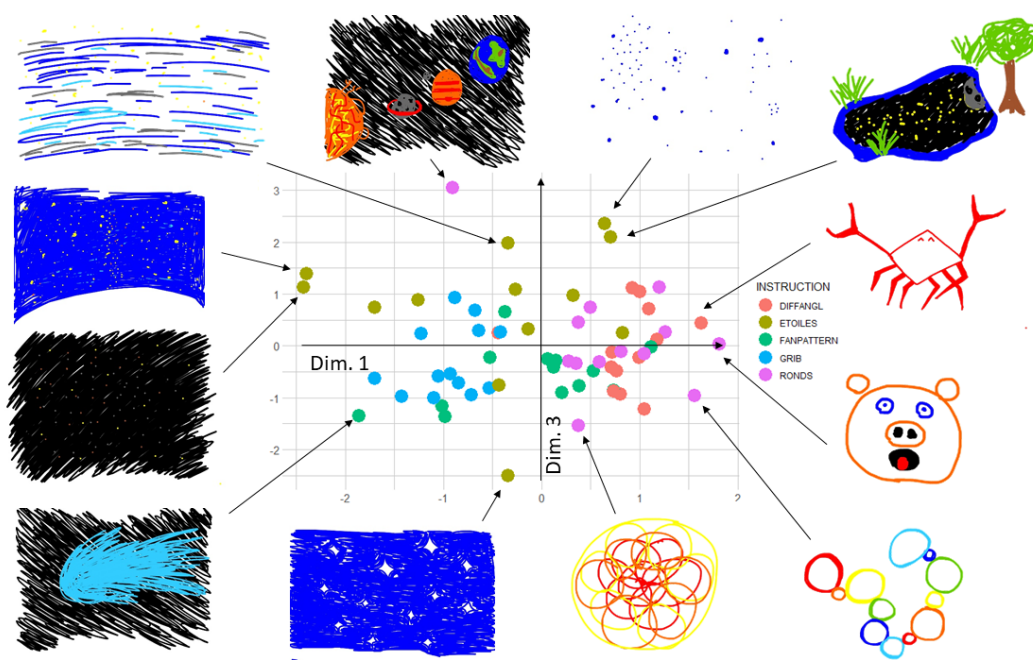 3
2
1
0
-1
-2
-2
-1
0
1
2
Dim. 1
Dim. 3
INSTRUCTION
DIFFANGL
ETOILES
FANPATTERN
GRIB
RONDS